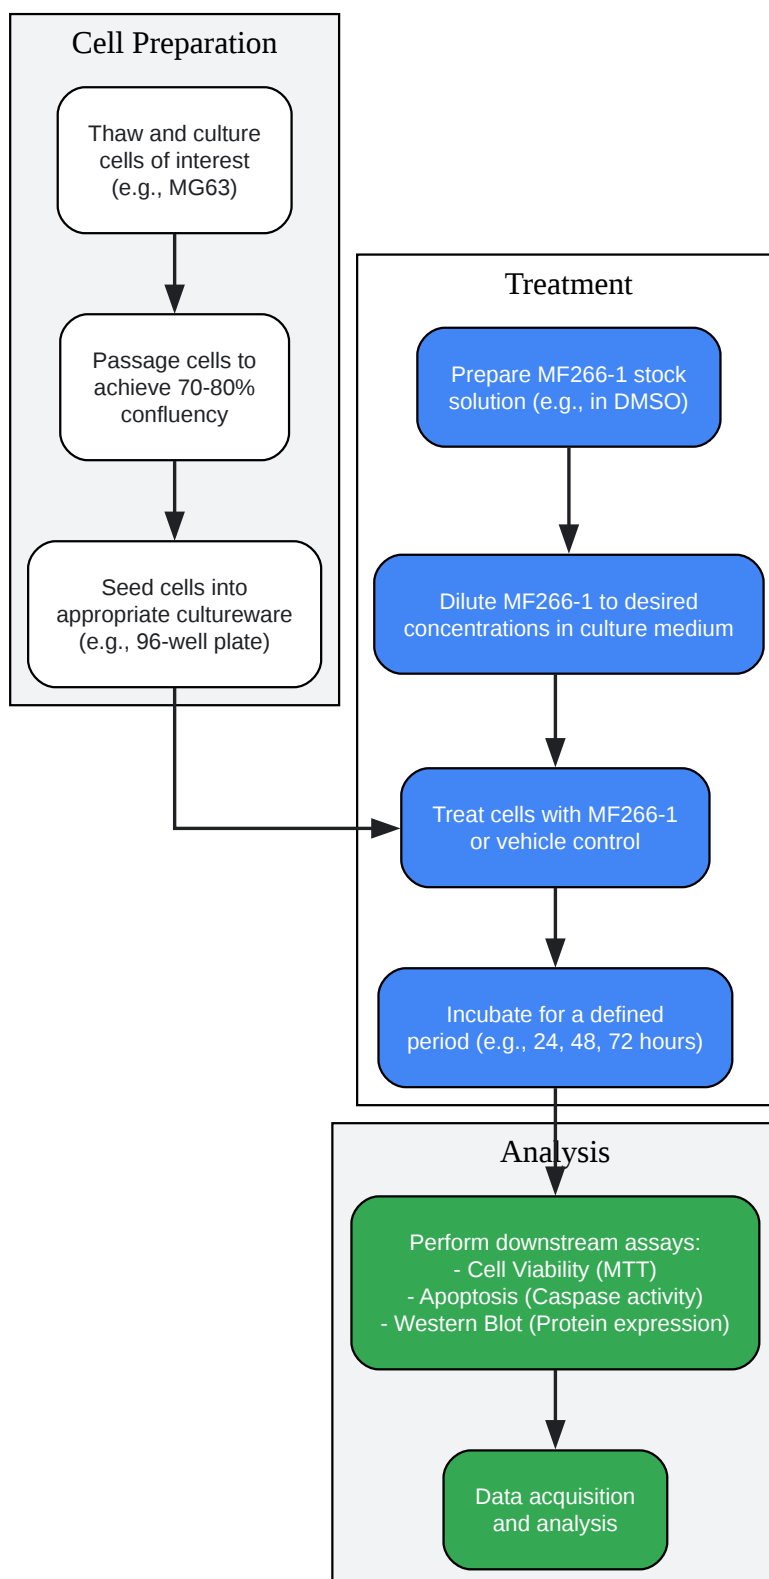 Cell Preparation
Thaw and culture
cells of interest
(e.g., MG63)
Passage cells to
achieve 70-80%
confluency
Seed cells into
appropriate cultureware
(e.g., 96-well plate)
Treatment
Prepare MF266-1 stock
solution (e.g., in DMSO)
Dilute MF266-1 to desired
concentrations in culture medium
Treat cells with MF266-1
or vehicle control
Incubate for a defined
period (e.g., 24, 48, 72 hours)
Analysis
Perform downstream assays:
- Cell Viability (MTT)
- Apoptosis (Caspase activity)
- Western Blot (Protein expression)
Data acquisition
and analysis